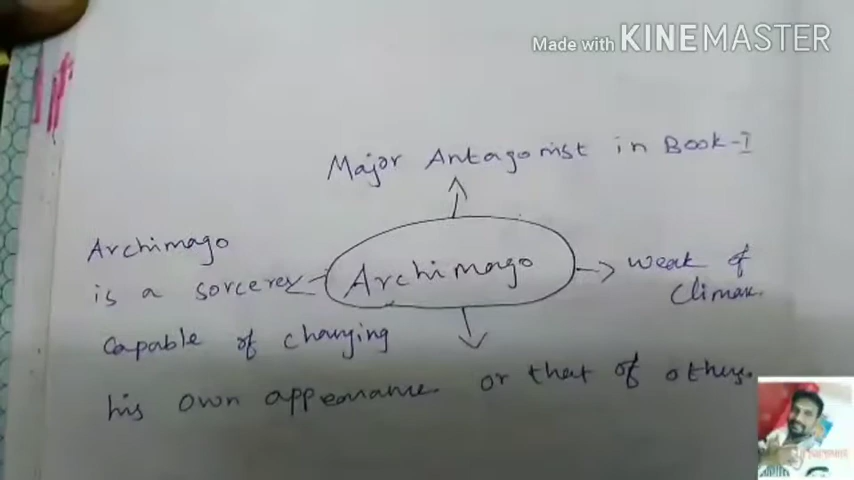 Made with KINEMASTER
Major Antagonist in Book-I
Archimago
is a sorcerer
capable of changing
his own appearance or that of others.
Archimago
weak of
climax.